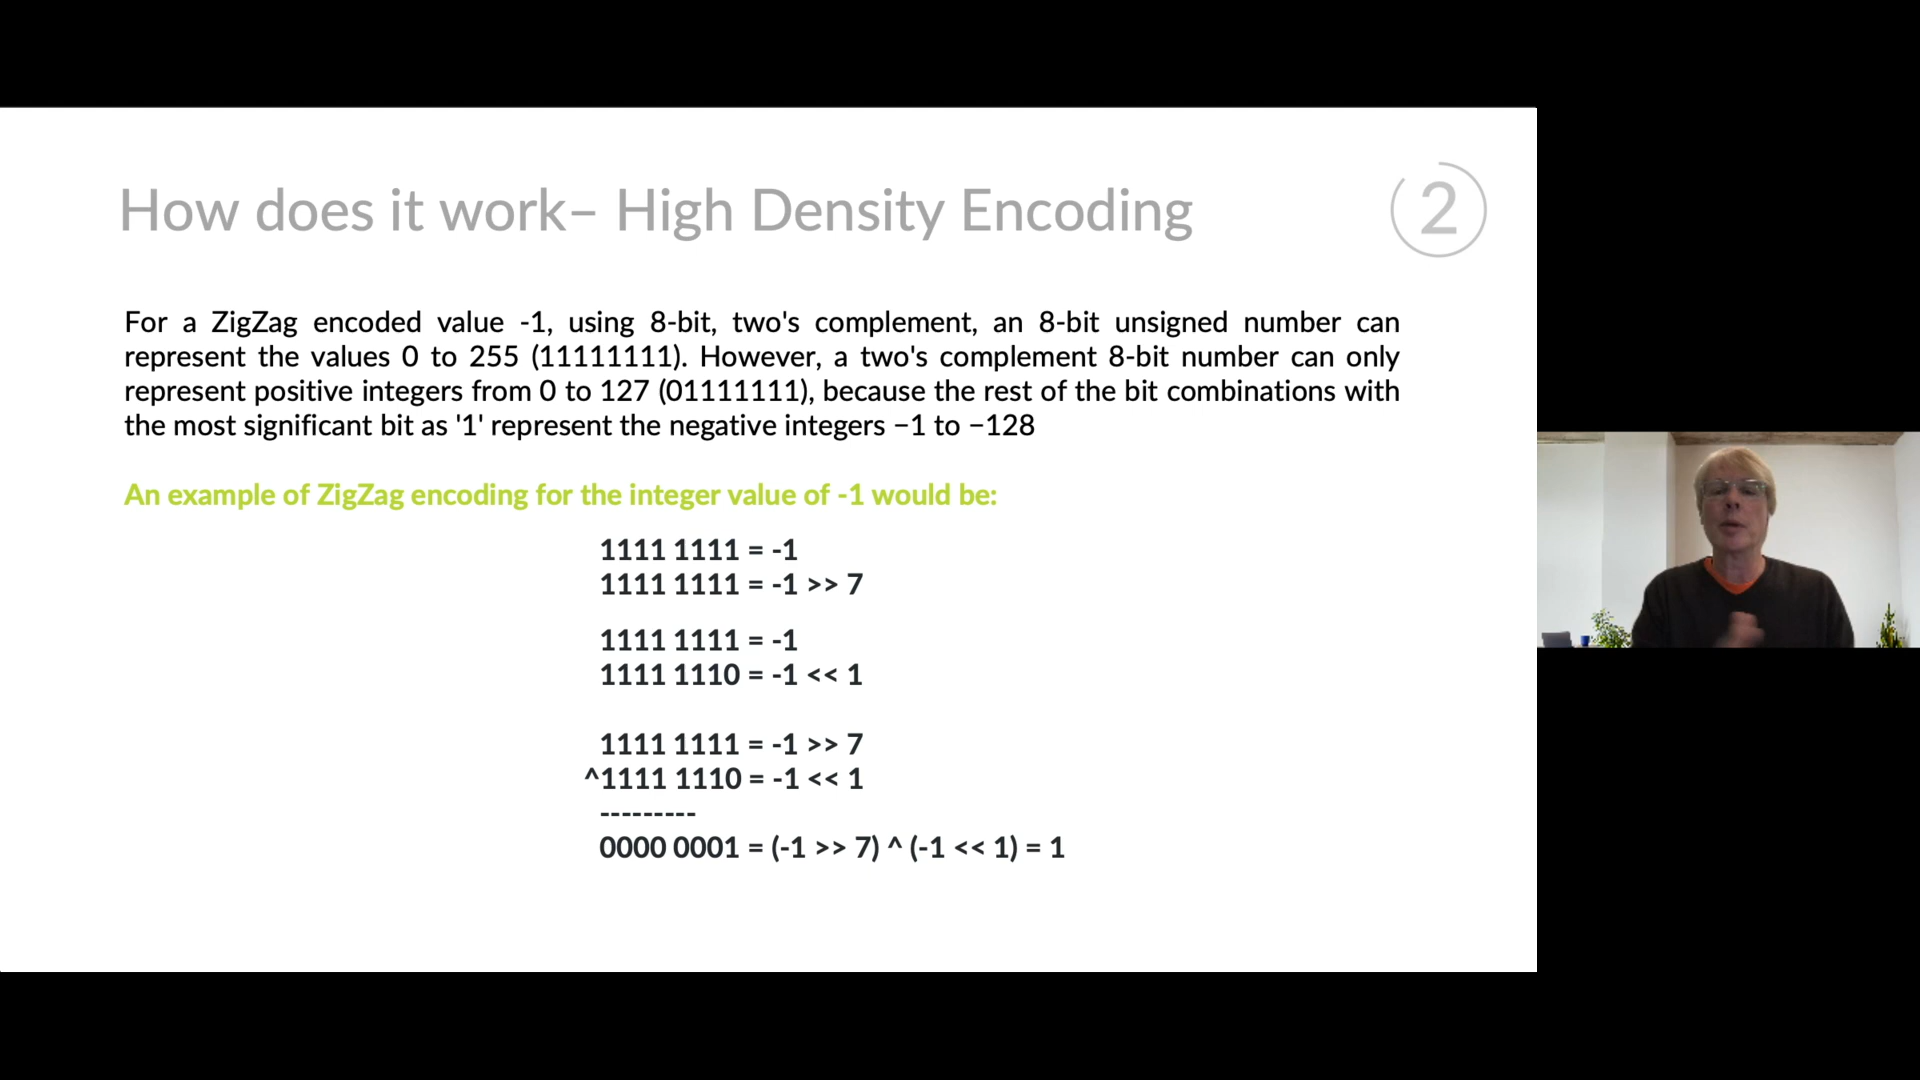 How does it work– High Density Encoding
2
For a ZigZag encoded value -1, using 8-bit, two's complement, an 8-bit unsigned number can
represent the values 0 to 255 (11111111). However, a two's complement 8-bit number can only
represent positive integers from 0 to 127 (01111111), because the rest of the bit combinations with
the most significant bit as '1' represent the negative integers −1 to −128
An example of ZigZag encoding for the integer value of -1 would be:
1111 1111 = -1
1111 1111 = -1 >> 7
1111 1111 = -1
1111 1110 = -1 << 1
1111 1111 = -1 >> 7
^1111 1110 = -1 << 1
---------
0000 0001 = (-1 >> 7) ^ (-1 << 1) = 1